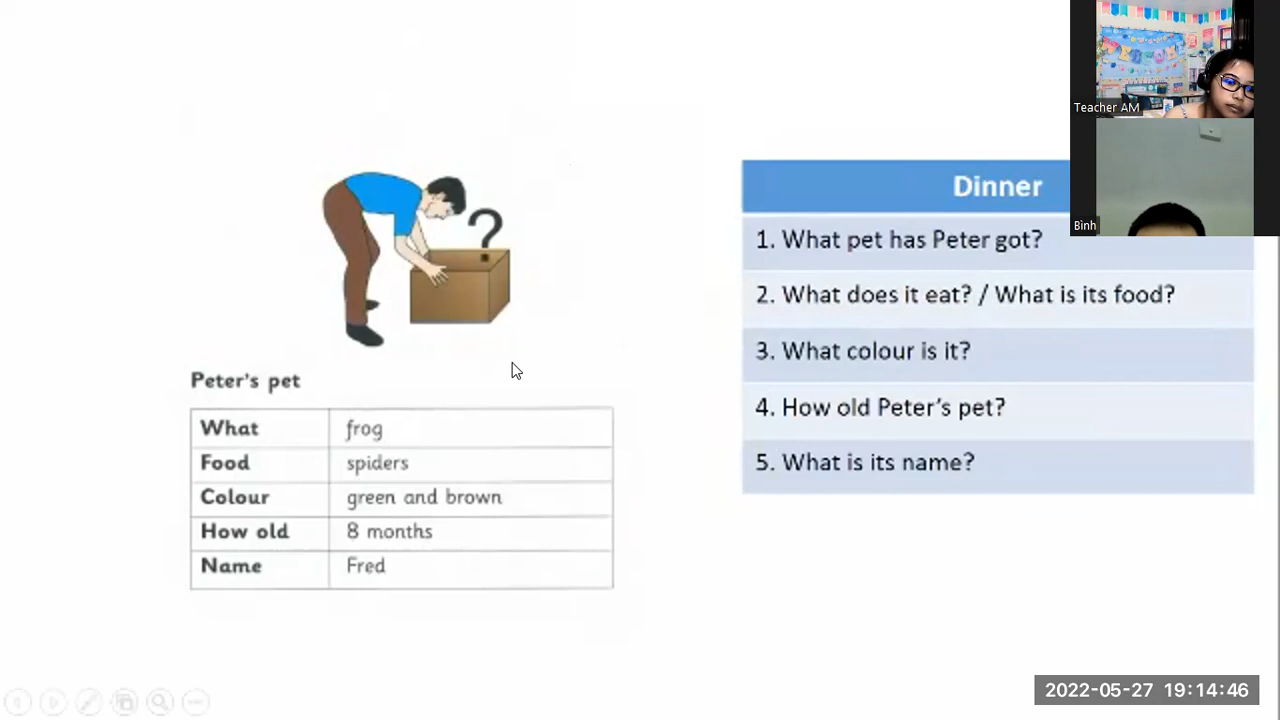 Teacher AM
Bình
Dinner
1. What pet has Peter got?
2. What does it eat? / What is its food?
3. What colour is it?
4. How old Peter's pet?
5. What is its name?
?
Peter's pet
What frog
Food spiders
Colour green and brown
How old 8 months
Name Fred
2022-05-27 19:14:46